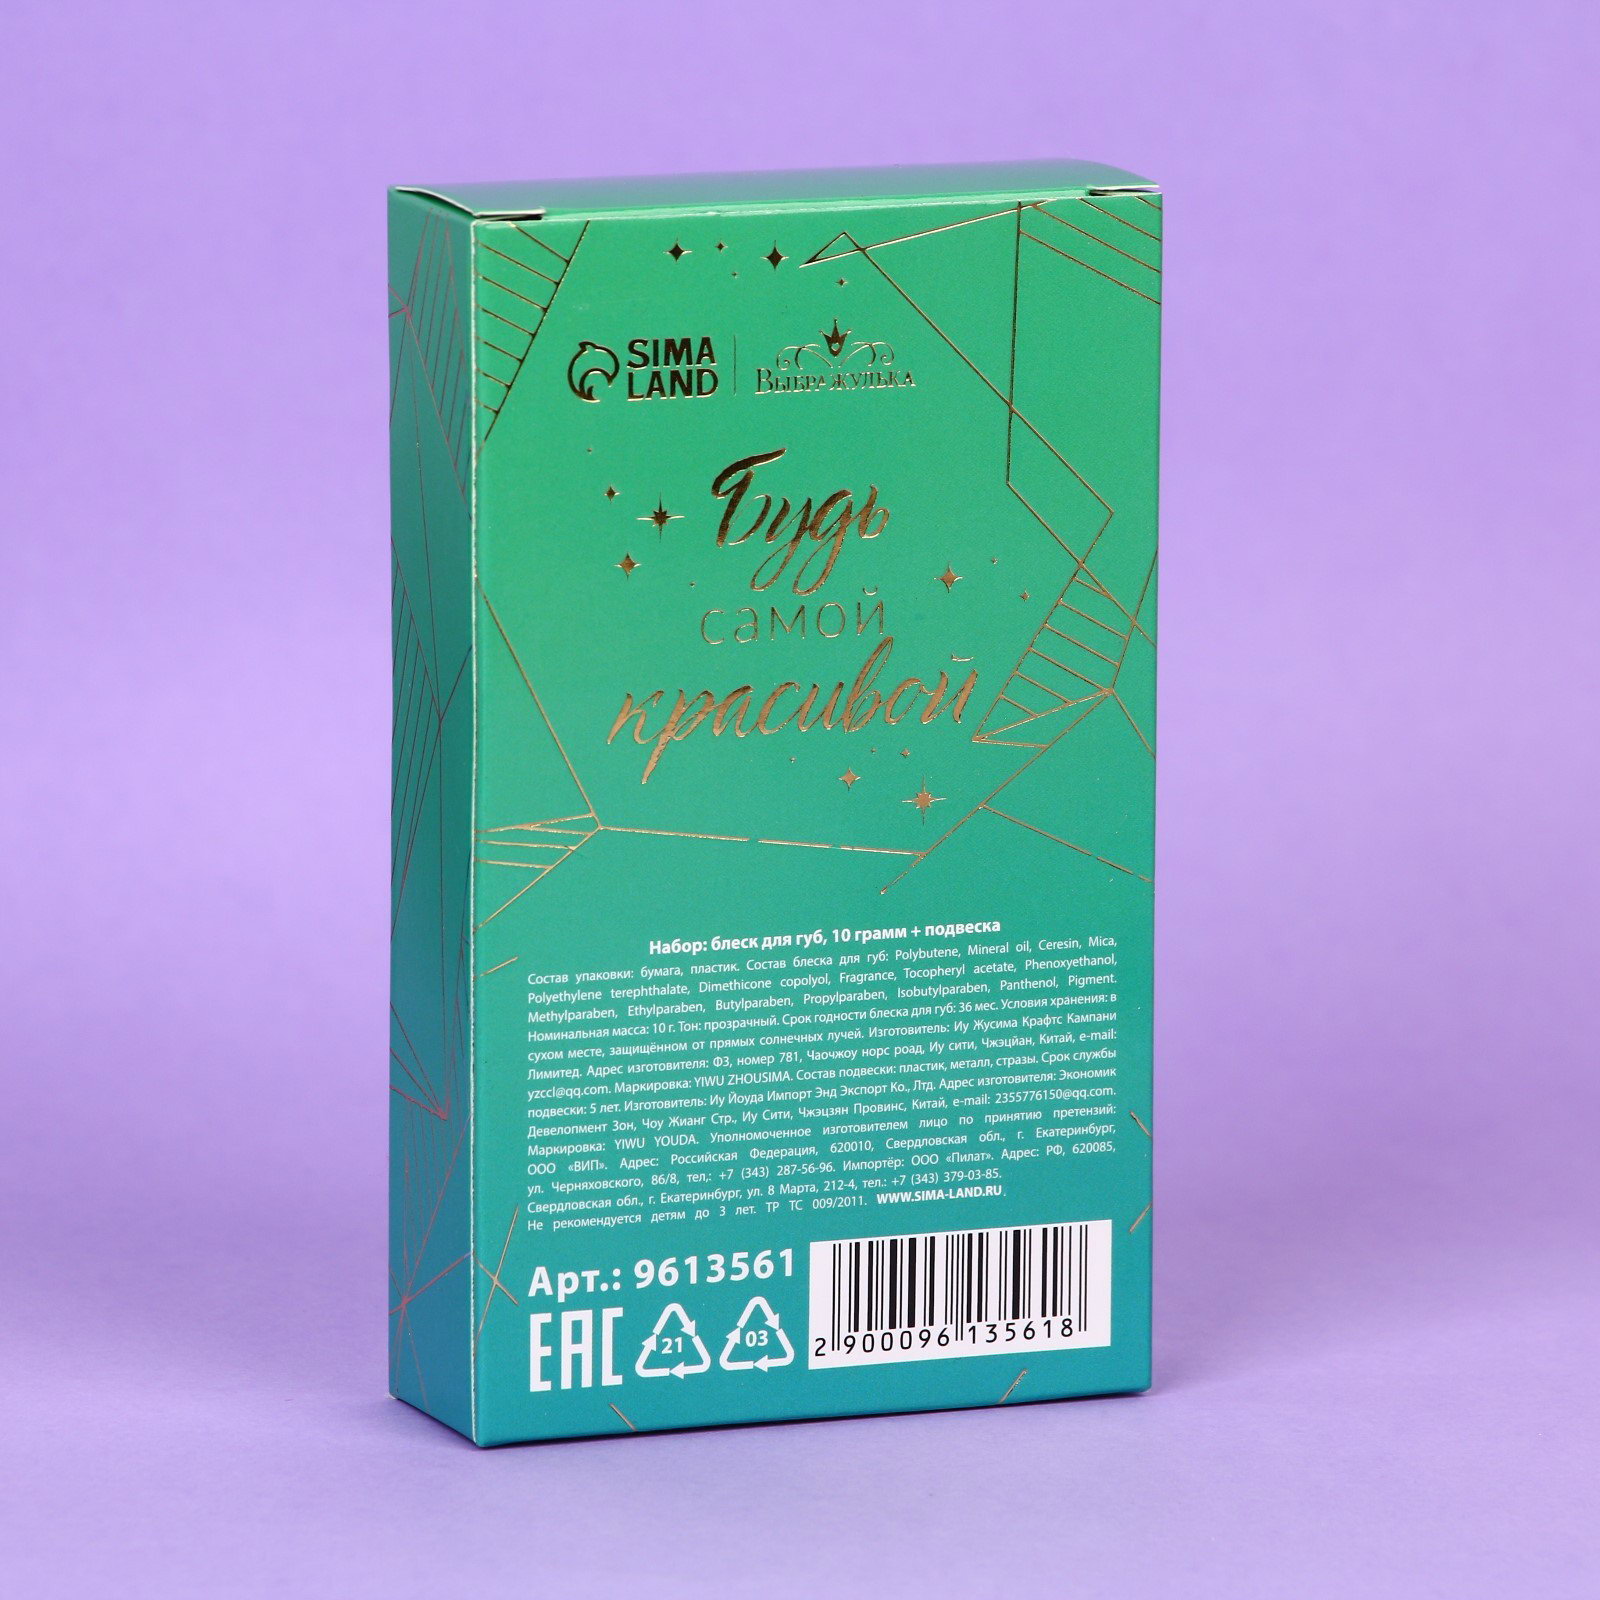 SIMA
LAND
ВЫБРАЖУЛЬКА
Будь
самой
красивой
Набор: блеск для губ, 10 грамм + подвеска
Состав упаковки: бумага, пластик. Состав блеска для губ: Polybutene, Mineral oil, Ceresin, Mica,
Polyethylene terephthalate, Dimethicone copolyol, Fragrance, Tocopheryl acetate, Phenoxyethanol,
Methylparaben, Ethylparaben, Butylparaben, Propylparaben, Isobutylparaben, Panthenol, Pigment.
Номинальная масса: 10 г. Тон: прозрачный. Срок годности блеска для губ: 36 мес. Условия хранения: в
сухом месте, защищённом от прямых солнечных лучей. Изготовитель: Иу Жусима Крафтс Кампани
Лимитед. Адрес изготовителя: Ф3, номер 781, Чаочжоу норс роад, Иу сити, Чжэцйан, Китай, e-mail:
yzccl@qq.com. Маркировка: YIWU ZHOUSIMA. Состав подвески: пластик, металл, стразы. Срок службы
подвески: 5 лет. Изготовитель: Иу Йоуда Импорт Энд Экспорт Ко., Лтд. Адрес изготовителя: Экономик
Девелопмент Зон, Чоу Жианг Стр., Иу Сити, Чжэцзян Провинс, Китай, e-mail: 2355776150@qq.com.
Маркировка: YIWU YOUDA. Уполномоченное изготовителем лицо по принятию претензий:
ООО «ВИП». Адрес: Российская Федерация, 620010, Свердловская обл., г. Екатеринбург,
ул. Черняховского, 86/8, тел.: +7 (343) 287-56-96. Импортёр: ООО «Пилат». Адрес: РФ, 620085,
Свердловская обл., г. Екатеринбург, ул. 8 Марта, 212-4, тел.: +7 (343) 379-03-85.
Не рекомендуется детям до 3 лет. ТР ТС 009/2011. WWW.SIMA-LAND.RU
Арт.: 9613561
EAC
21
03
2 900096 135618